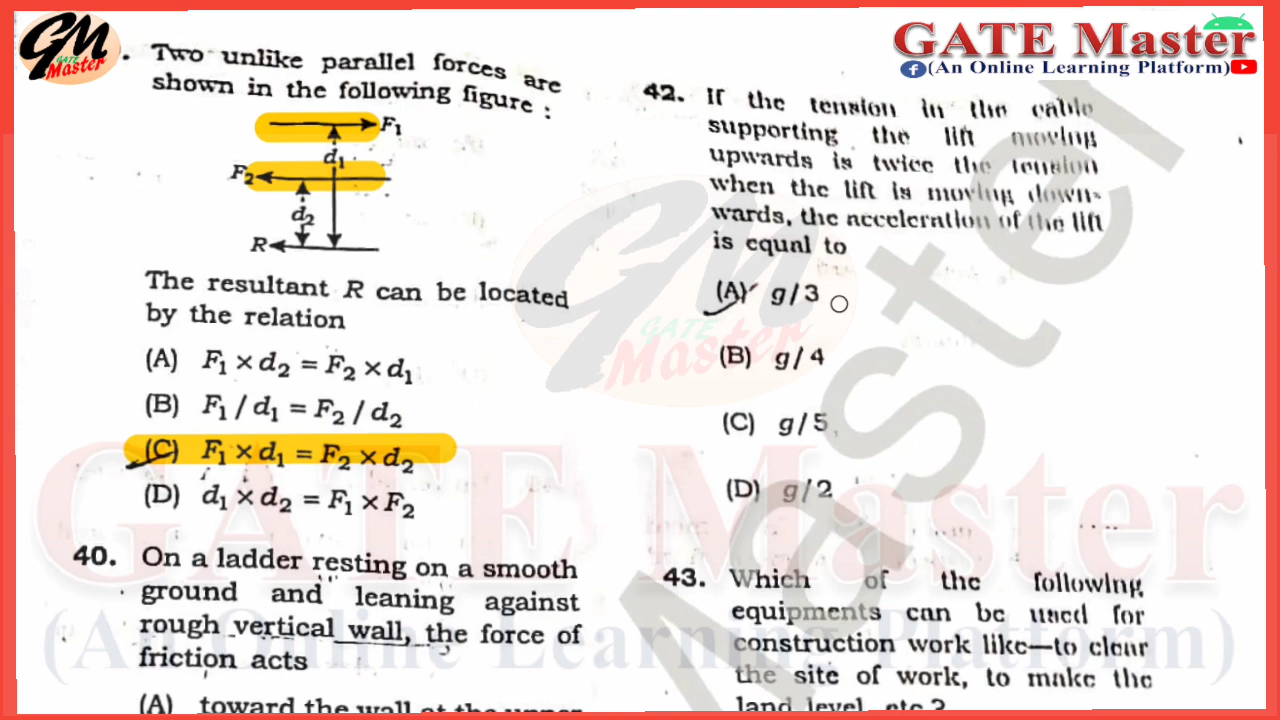 GM
GATE
Master
GATE Master
(An Online Learning Platform)
. Two unlike parallel forces are
shown in the following figure :
F₁
d₁
F₂
d₂
R
The resultant R can be located
by the relation
(A) F₁ × d₂ = F₂ × d₁
(B) F₁ / d₁ = F₂ / d₂
(C) F₁ × d₁ = F₂ × d₂
(D) d₁ × d₂ = F₁ × F₂
40. On a ladder resting on a smooth
ground and leaning against
rough vertical wall, the force of
friction acts
(A) toward the wall at the upper
42. If the tension in the cable
supporting the lift moving
upwards is twice the tension
when the lift is moving down-
wards, the acceleration of the lift
is equal to
(A) g/3
(B) g/4
(C) g/5
(D) g/2
43. Which of the following
equipments can be used for
construction work like—to clear
the site of work, to make the
land level, etc.?
GM
GATE
Master
GATE Master
(An Online Learning Platform)
Master